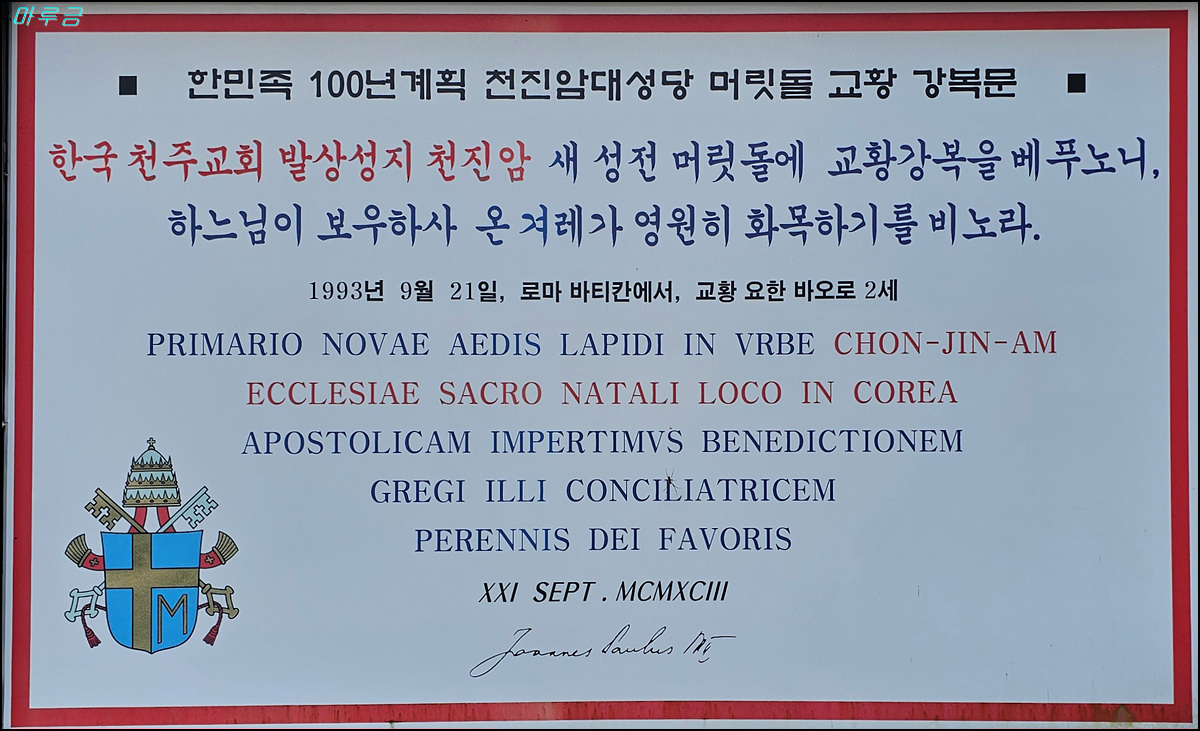 마루금
■ 한민족 100년계획 천진암대성당 머릿돌 교황 강복문 ■
한국 천주교회 발상성지 천진암 새 성전 머릿돌에 교황강복을 베푸노니,
하느님이 보우하사 온 겨레가 영원히 화목하기를 비노라.
1993년 9월 21일, 로마 바티칸에서, 교황 요한 바오로 2세
PRIMARIO NOVAE AEDIS LAPIDI IN VRBE CHON-JIN-AM
ECCLESIAE SACRO NATALI LOCO IN COREA
APOSTOLICAM IMPERTIMVS BENEDICTIONEM
GREGI ILLI CONCILIATRICEM
PERENNIS DEI FAVORIS
XXI SEPT. MCMXCIII
Joannes Paulus
M